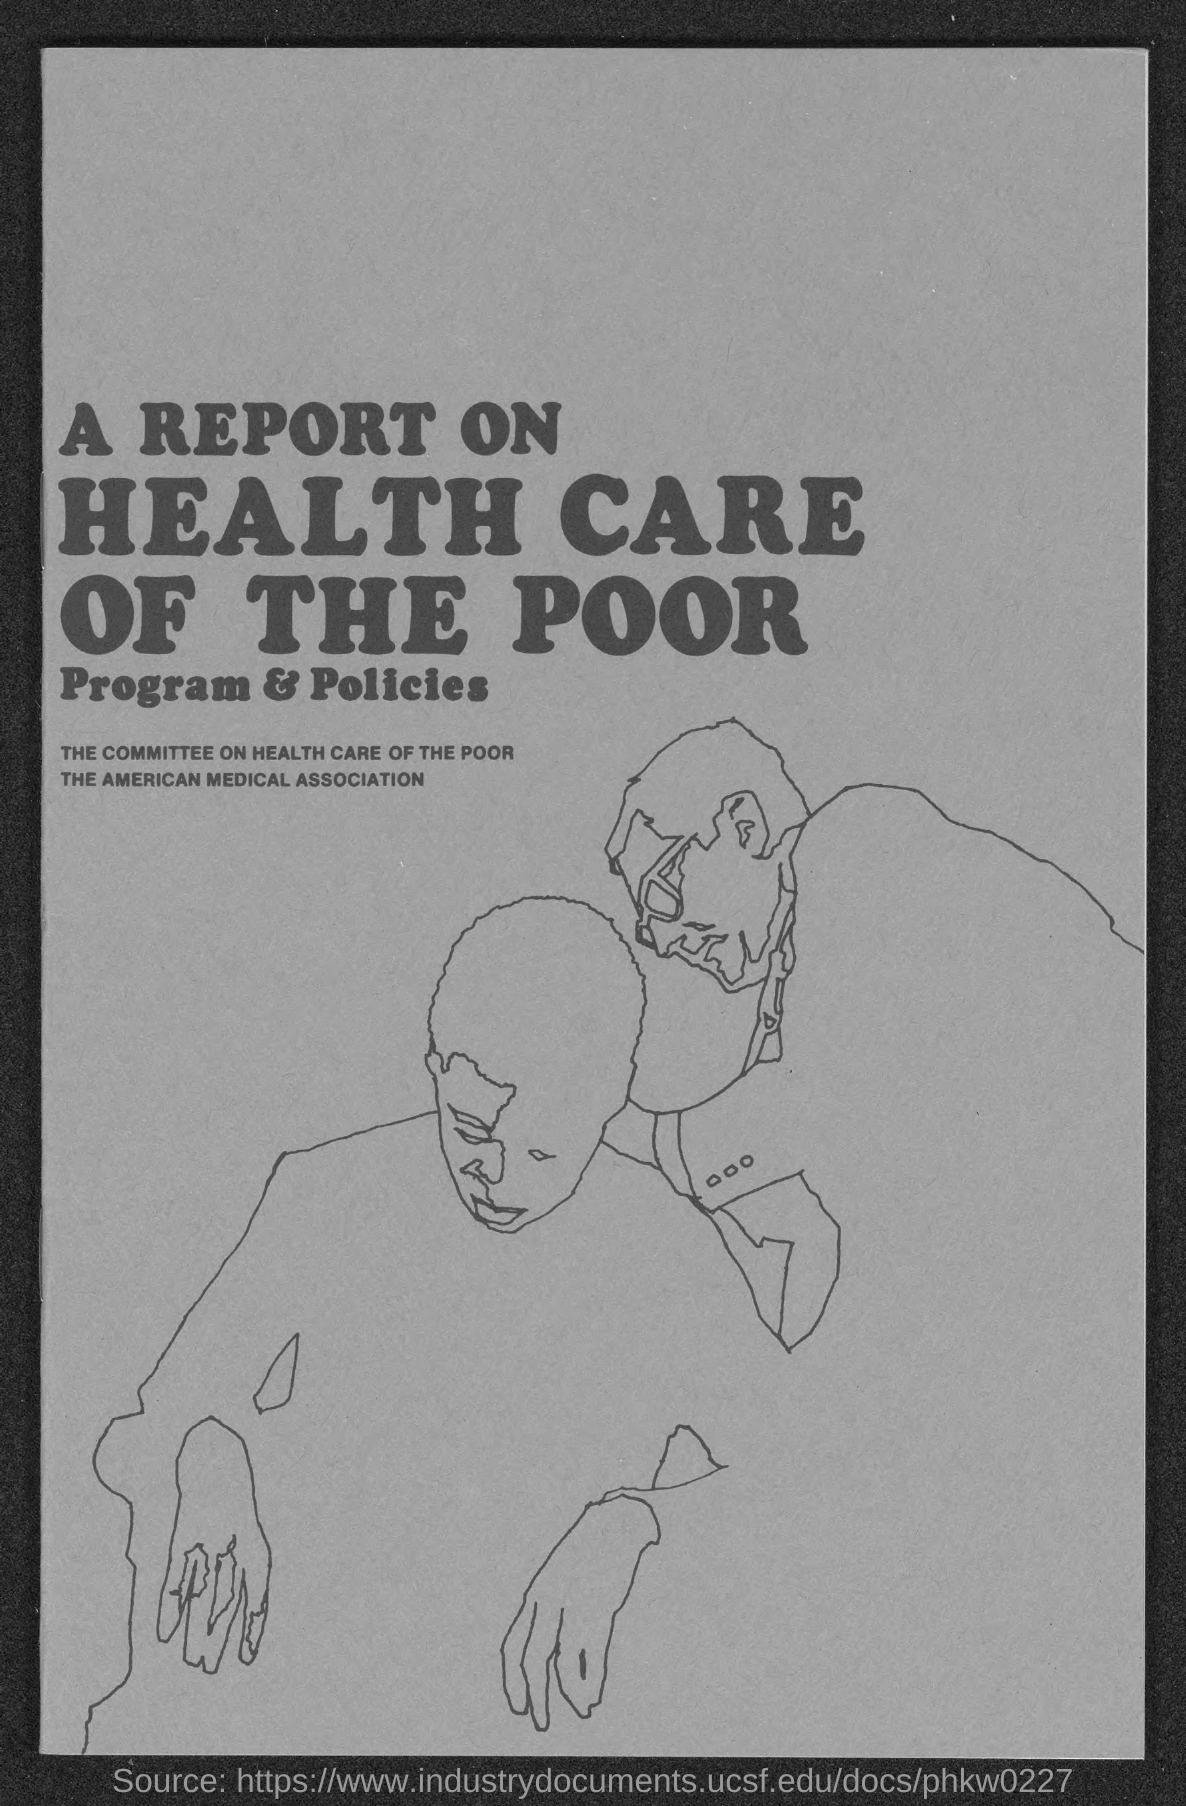 A REPORT ON
HEALTH CARE
OF THE POOR
Program & Policies
THE COMMITTEE ON HEALTH CARE OF THE POOR
THE AMERICAN MEDICAL ASSOCIATION
Source: https://www.industrydocuments.ucsf.edu/docs/phkw0227